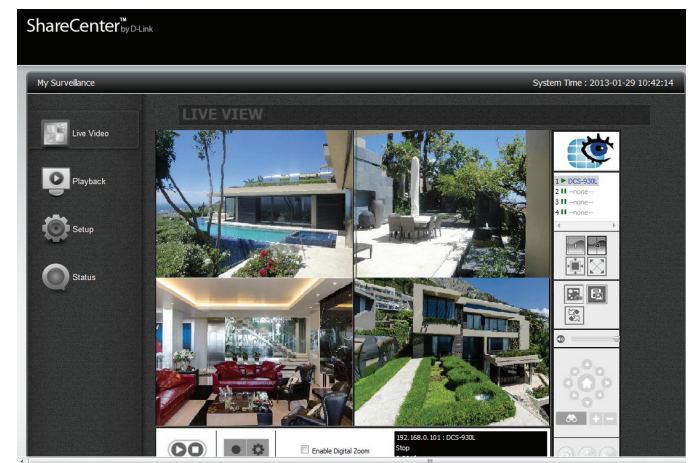 ShareCenter™ by D-Link
My Surveillance
System Time : 2013-01-29 10:42:14
LIVE VIEW
Live Video
Playback
Setup
Status
1 DCS-930L
2 --none--
3 --none--
4 --none--
Enable Digital Zoom
192.168.0.101 : DCS-930L
Stop